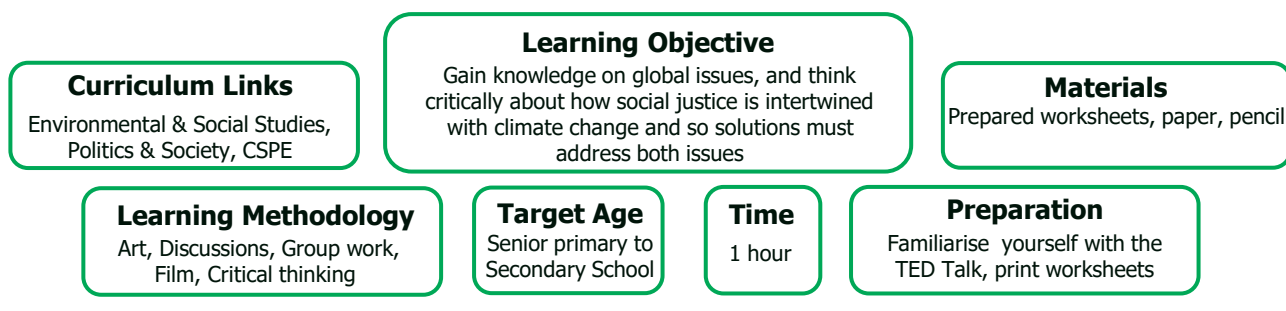 Curriculum Links
Environmental & Social Studies,
Politics & Society, CSPE
Learning Objective
Gain knowledge on global issues, and think
critically about how social justice is intertwined
with climate change and so solutions must
address both issues
Materials
Prepared worksheets, paper, pencil
Learning Methodology
Art, Discussions, Group work,
Film, Critical thinking
Target Age
Senior primary to
Secondary School
Time
1 hour
Preparation
Familiarise yourself with the
TED Talk, print worksheets